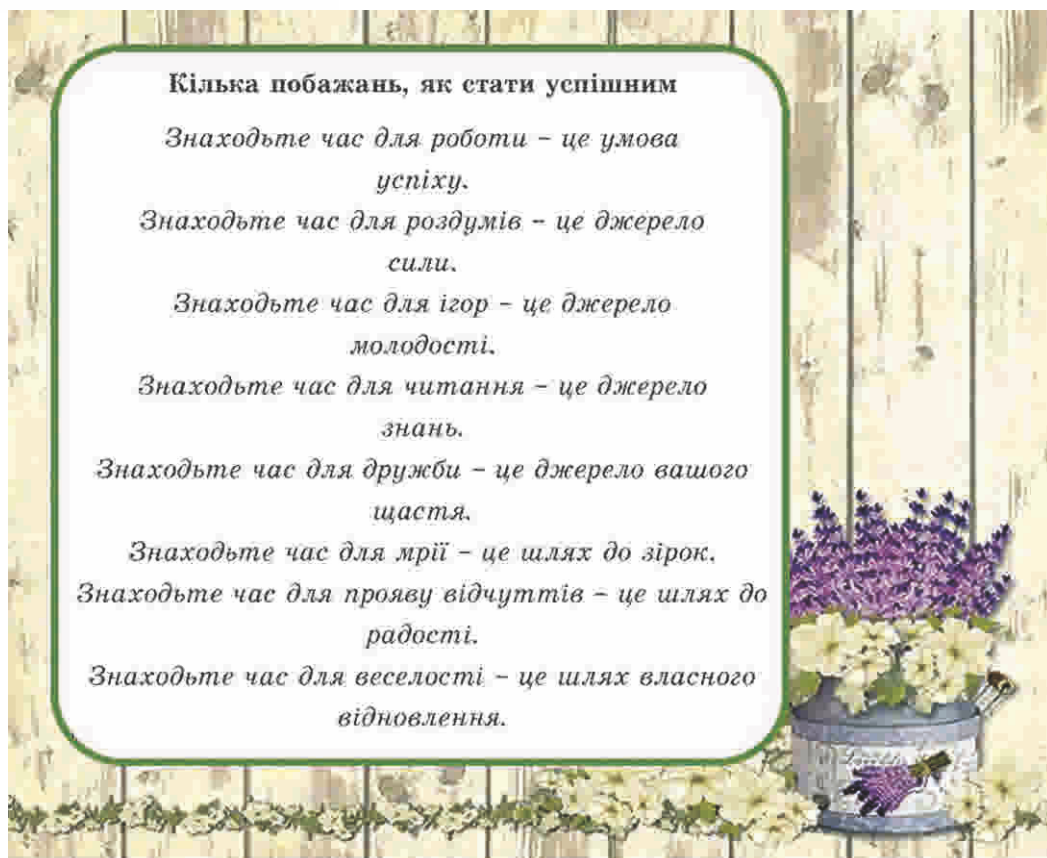 Кілька побажань, як стати успішним
Знаходьте час для роботи – це умова
успіху.
Знаходьте час для роздумів – це джерело
сили.
Знаходьте час для ігор – це джерело
молодості.
Знаходьте час для читання – це джерело
знань.
Знаходьте час для дружби – це джерело вашого
щастя.
Знаходьте час для мрії – це шлях до зірок.
Знаходьте час для прояву відчуттів – це шлях до
радості.
Знаходьте час для веселості – це шлях власного
відновлення.